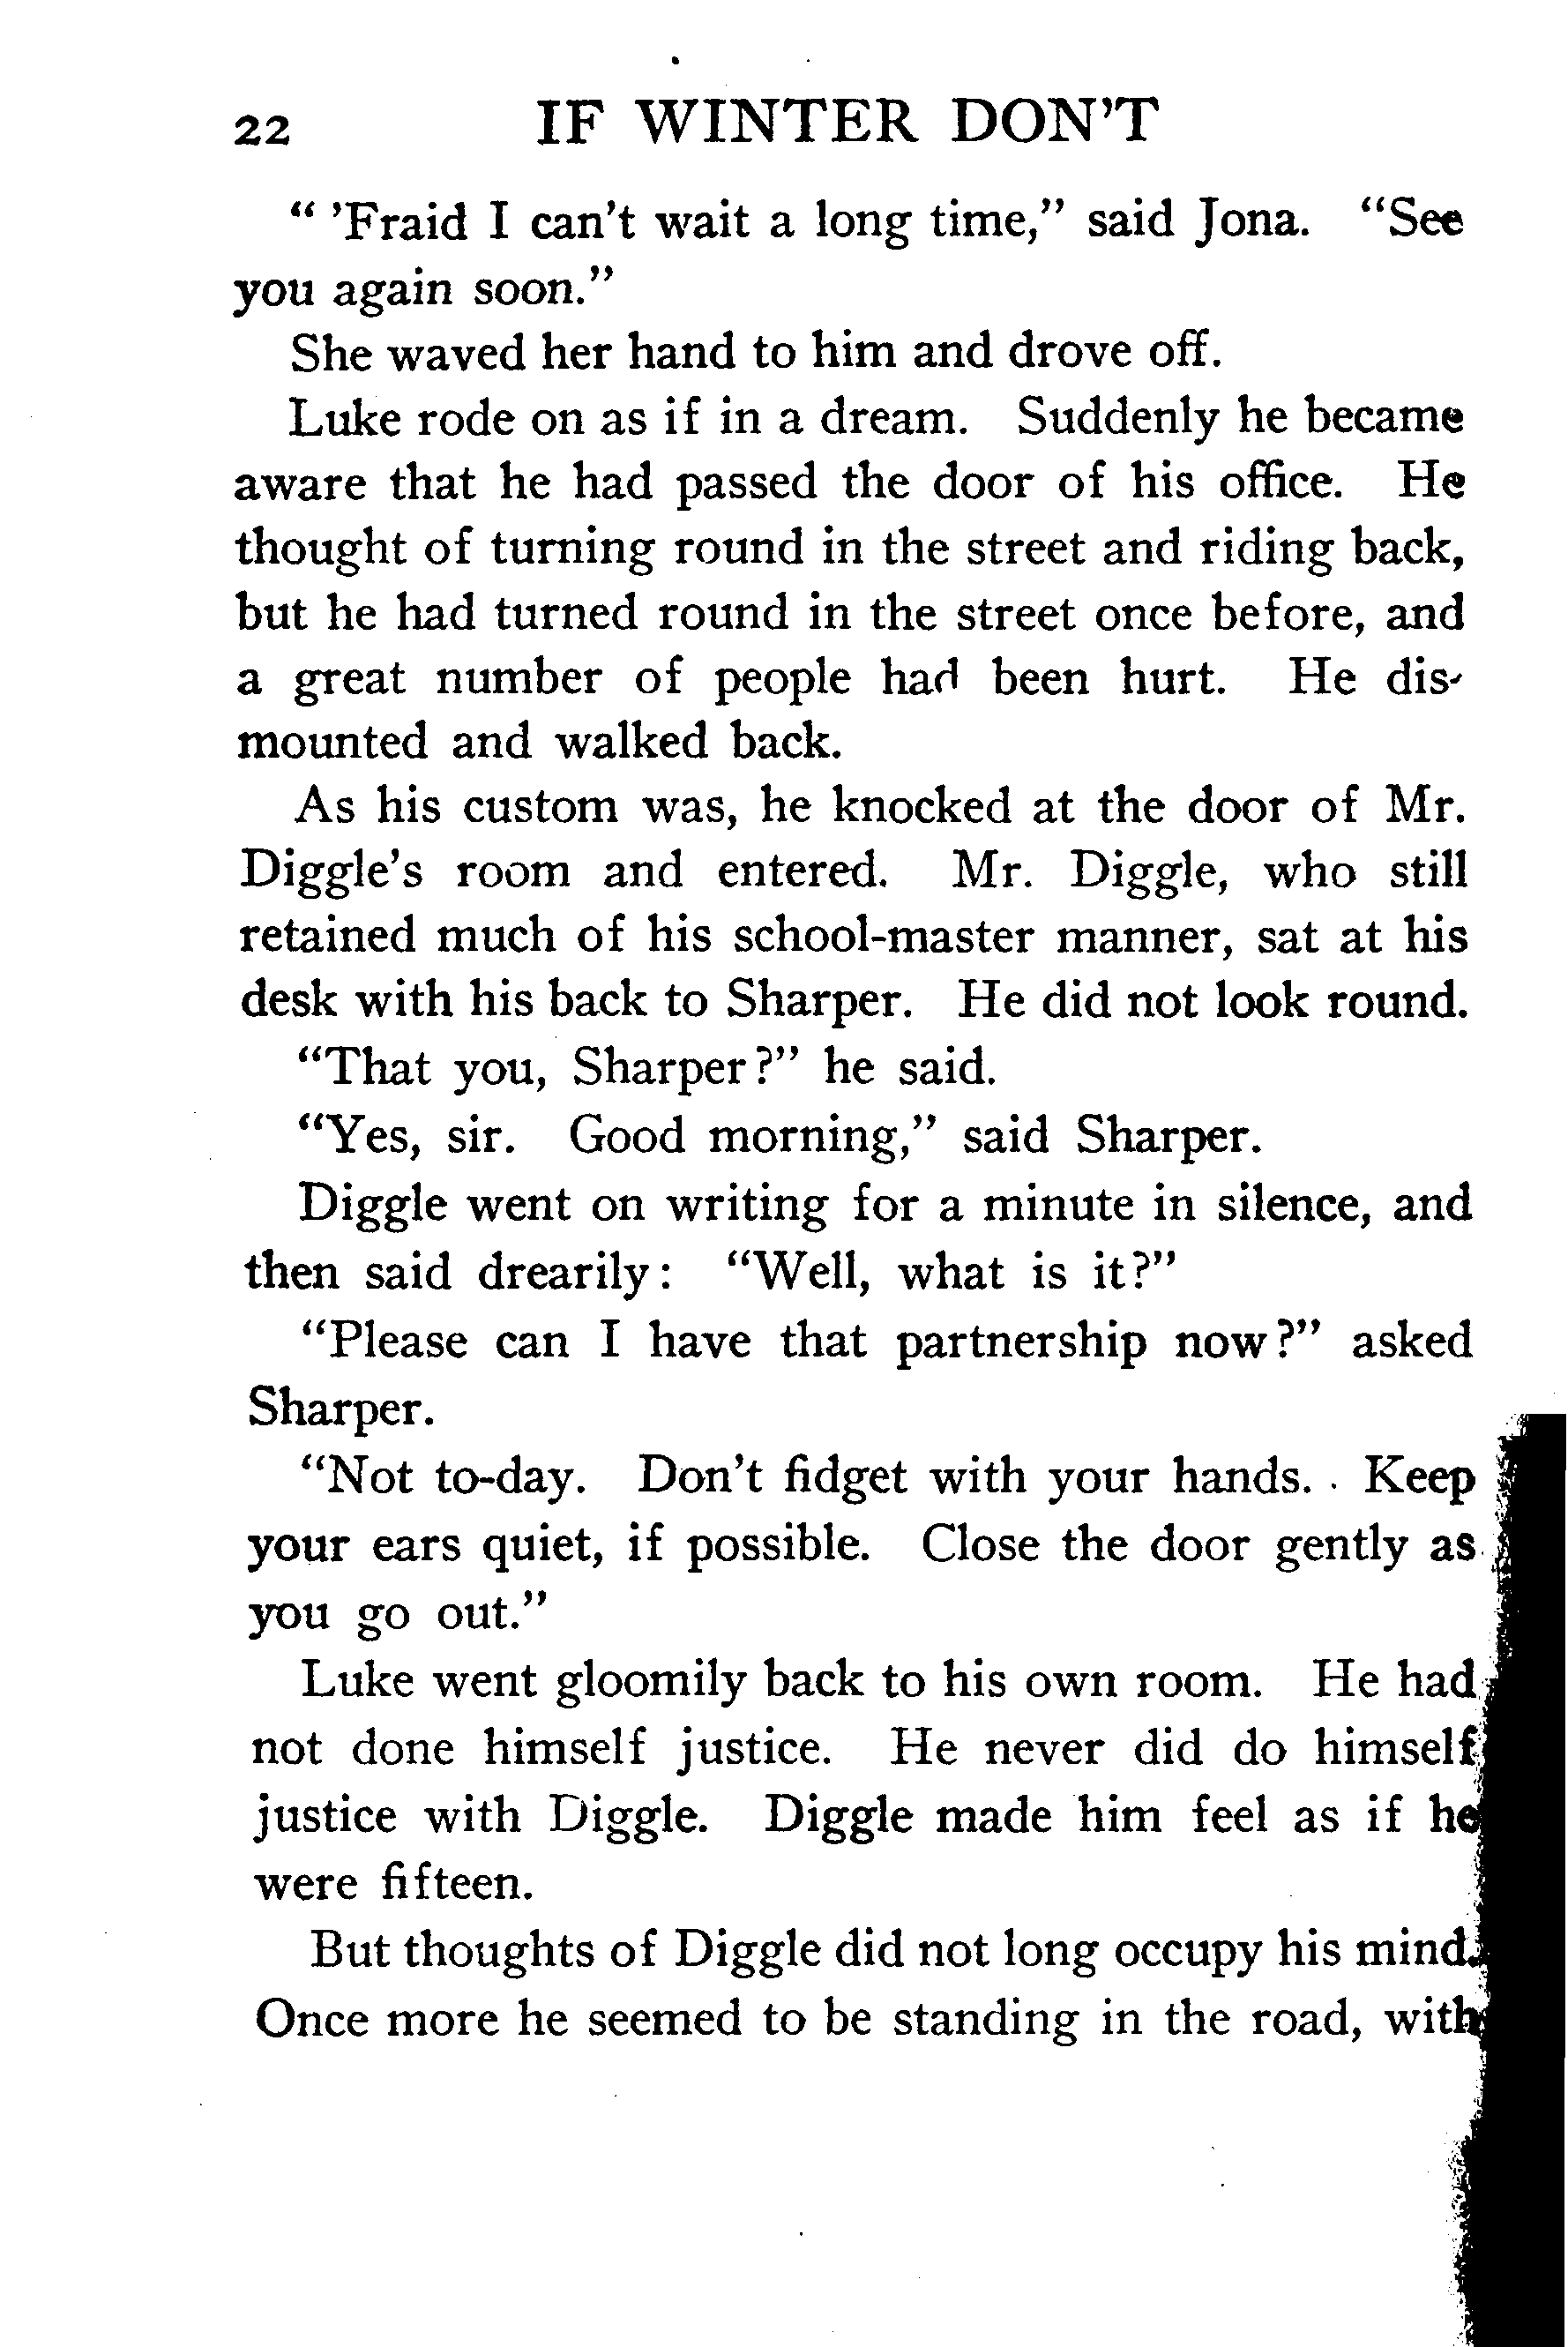 22 IF WINTER DON'T
" 'Fraid I can't wait a long time," said Jona. "See
you again soon."
She waved her hand to him and drove off.
Luke rode on as if in a dream. Suddenly he became
aware that he had passed the door of his office. He
thought of turning round in the street and riding back,
but he had turned round in the street once before, and
a great number of people had been hurt. He dis-
mounted and walked back.
As his custom was, he knocked at the door of Mr.
Diggle's room and entered. Mr. Diggle, who still
retained much of his school-master manner, sat at his
desk with his back to Sharper. He did not look round.
"That you, Sharper?" he said.
"Yes, sir. Good morning," said Sharper.
Diggle went on writing for a minute in silence, and
then said drearily: "Well, what is it?"
"Please can I have that partnership now?" asked
Sharper.
"Not to-day. Don't fidget with your hands. Keep
your ears quiet, if possible. Close the door gently as
you go out."
Luke went gloomily back to his own room. He had
not done himself justice. He never did do himself
justice with Diggle. Diggle made him feel as if he
were fifteen.
But thoughts of Diggle did not long occupy his mind.
Once more he seemed to be standing in the road, with